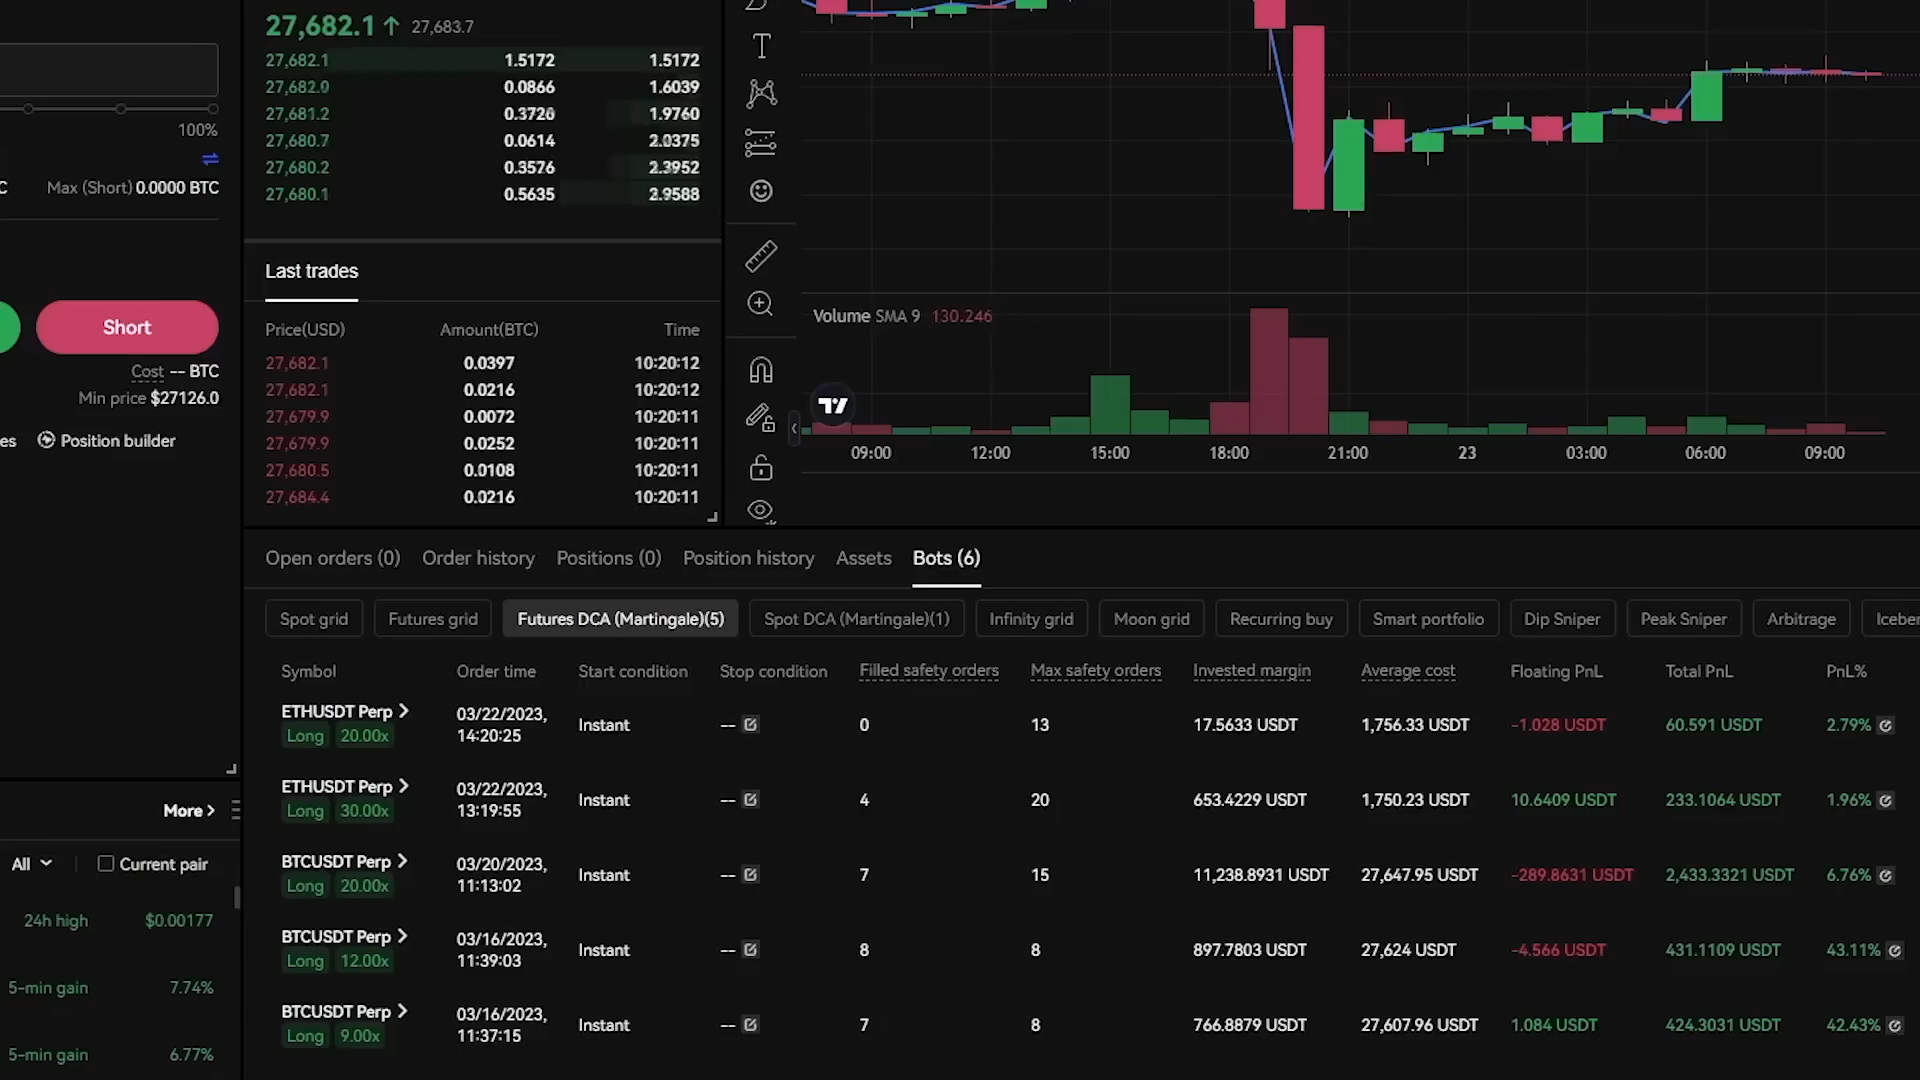 100%
C
Max (Short) 0.0000 BTC
Short
Cost -- BTC
Min price $27126.0
es
Position builder
More >
All
Current pair
24h high $0.00177
5-min gain 7.74%
5-min gain 6.77%
27,682.1 ↑ 27,683.7
27,682.1 1.5172 1.5172
27,682.0 0.0866 1.6039
27,681.2 0.3720 1.9760
27,680.7 0.0614 2.0375
27,680.2 0.3576 2.3952
27,680.1 0.5635 2.9588
Last trades
Price(USD) Amount(BTC) Time
27,682.1 0.0397 10:20:12
27,682.1 0.0216 10:20:12
27,679.9 0.0072 10:20:11
27,679.9 0.0252 10:20:11
27,680.5 0.0108 10:20:11
27,684.4 0.0216 10:20:11
T
Volume SMA 9 130.246
09:00 12:00 15:00 18:00 21:00 23 03:00 06:00 09:00
Open orders (0) Order history Positions (0) Position history Assets Bots (6)
Spot grid Futures grid Futures DCA (Martingale)(5) Spot DCA (Martingale)(1) Infinity grid Moon grid Recurring buy Smart portfolio Dip Sniper Peak Sniper Arbitrage Iceber
Symbol Order time Start condition Stop condition Filled safety orders Max safety orders Invested margin Average cost Floating PnL Total PnL PnL%
ETHUSDT Perp > 03/22/2023, Instant -- 0 13 17.5633 USDT 1,756.33 USDT -1.028 USDT 60.591 USDT 2.79%
Long 20.00x 14:20:25
ETHUSDT Perp > 03/22/2023, Instant -- 4 20 653.4229 USDT 1,750.23 USDT 10.6409 USDT 233.1064 USDT 1.96%
Long 30.00x 13:19:55
BTCUSDT Perp > 03/20/2023, Instant -- 7 15 11,238.8931 USDT 27,647.95 USDT -289.8631 USDT 2,433.3321 USDT 6.76%
Long 20.00x 11:13:02
BTCUSDT Perp > 03/16/2023, Instant -- 8 8 897.7803 USDT 27,624 USDT -4.566 USDT 431.1109 USDT 43.11%
Long 12.00x 11:39:03
BTCUSDT Perp > 03/16/2023, Instant -- 7 8 766.8879 USDT 27,607.96 USDT 1.084 USDT 424.3031 USDT 42.43%
Long 9.00x 11:37:15